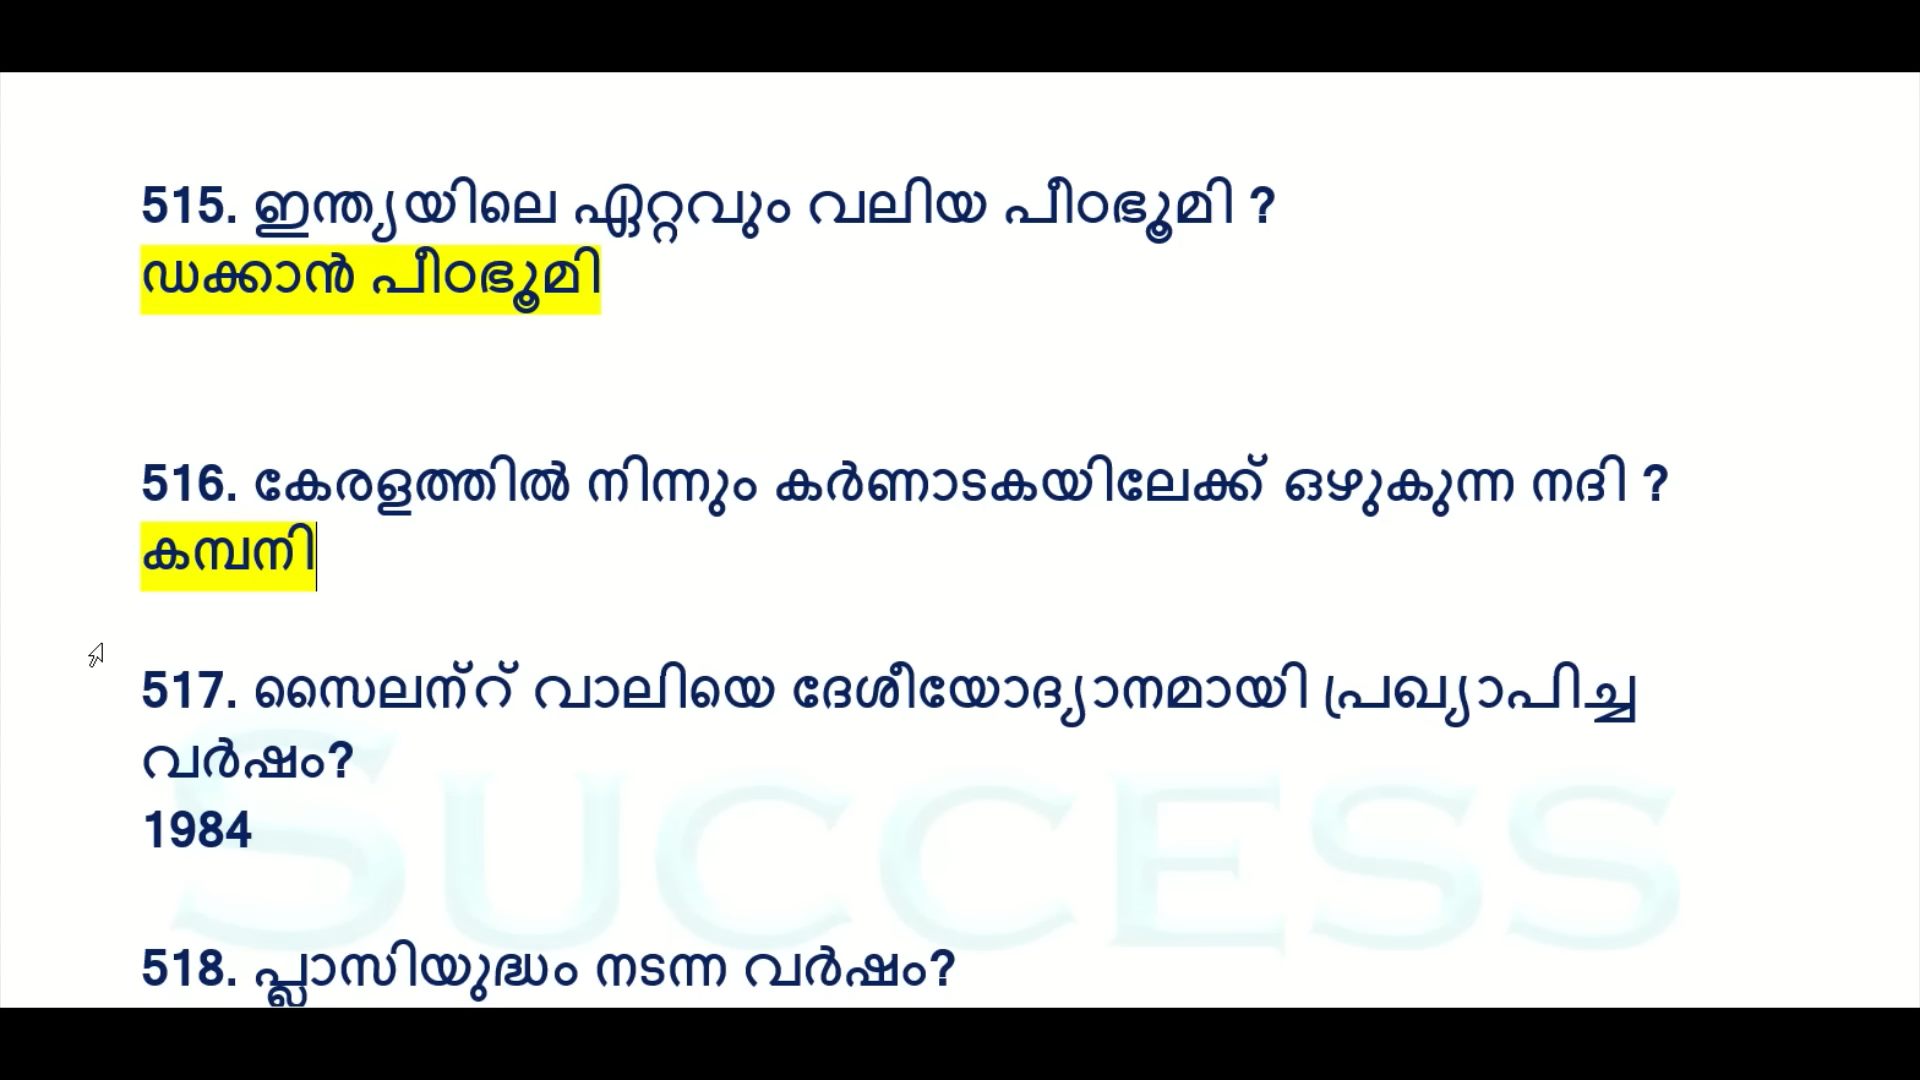 515. ഇന്ത്യയിലെ ഏറ്റവും വലിയ പീഠഭൂമി ?
ഡക്കാൻ പീഠഭൂമി
516. കേരളത്തിൽ നിന്നും കർണാടകയിലേക്ക് ഒഴുകുന്ന നദി ?
കമ്പനി
517. സൈലന്റ് വാലിയെ ദേശീയോദ്യാനമായി പ്രഖ്യാപിച്ച
വർഷം?
1984
SUCCESS
518. പ്ലാസിയുദ്ധം നടന്ന വർഷം?